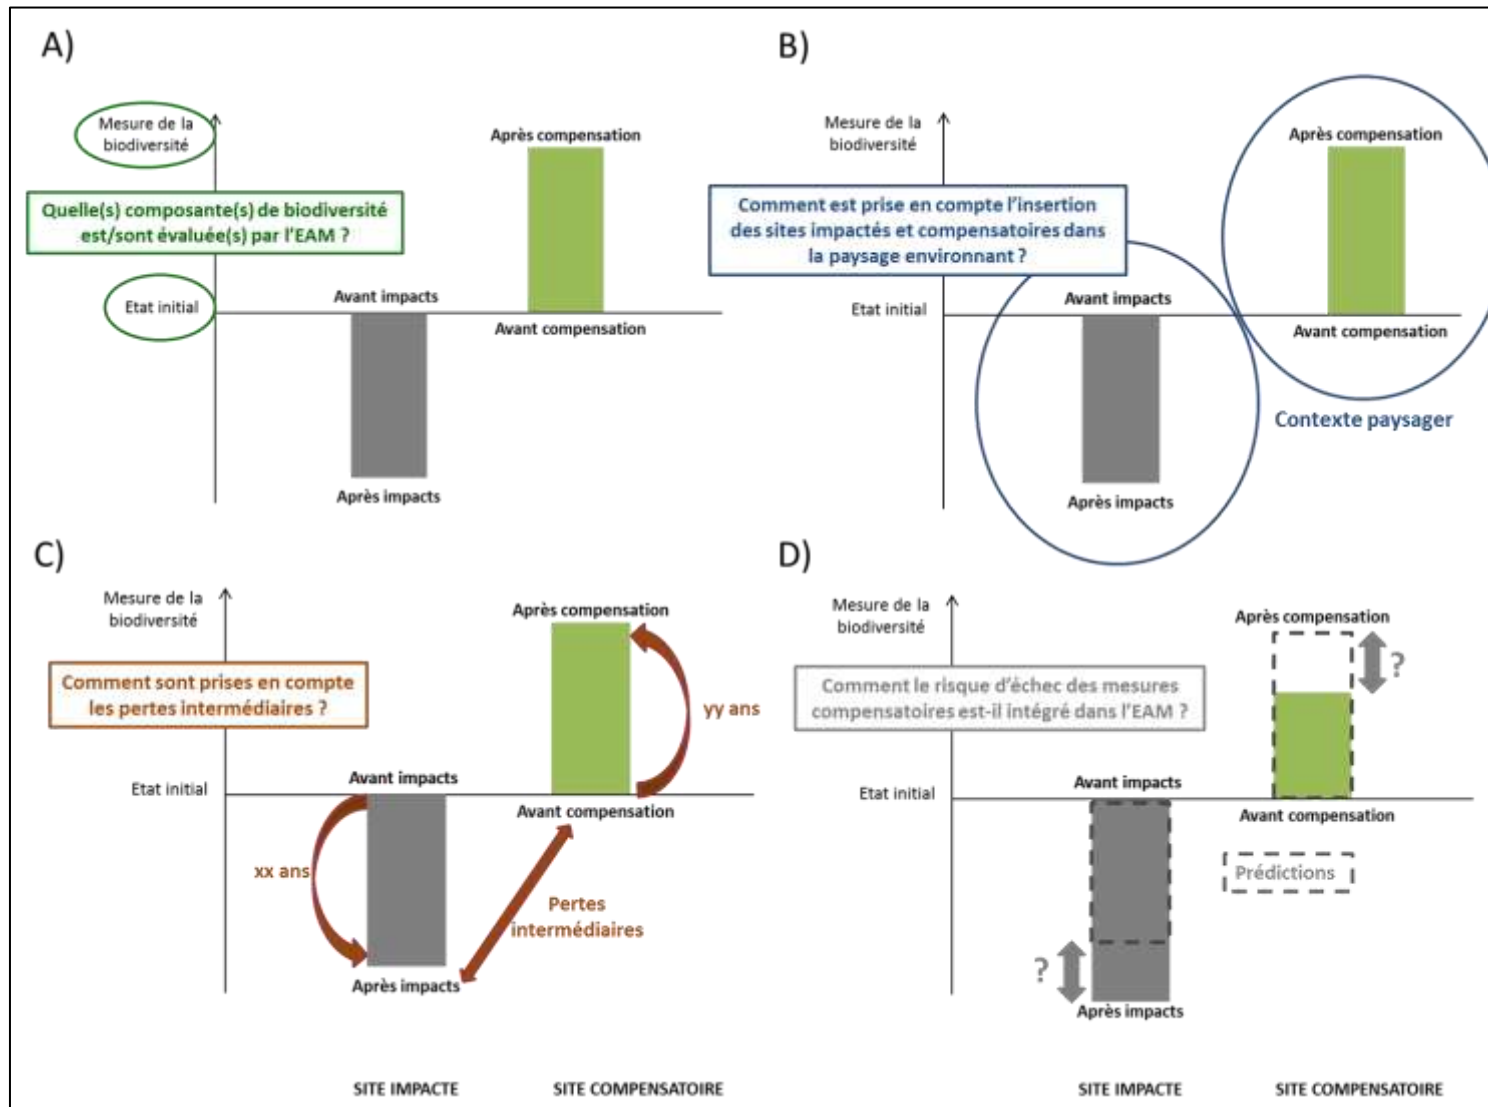 A)
Mesure de la
biodiversité
Après compensation
Quelle(s) composante(s) de biodiversité
est/sont évaluée(s) par l'EAM ?
Etat initial
Avant impacts
Avant compensation
Après impacts
B)
Mesure de la
biodiversité
Après compensation
Comment est prise en compte l'insertion
des sites impactés et compensatoires dans
la paysage environnant ?
Etat initial
Avant impacts
Avant compensation
Contexte paysager
Après impacts
C)
Mesure de la
biodiversité
Après compensation
Comment sont prises en compte
les pertes intermédiaires ?
yy ans
Etat initial
Avant impacts
Avant compensation
xx ans
Pertes
intermédiaires
Après impacts
SITE IMPACTE
SITE COMPENSATOIRE
D)
Mesure de la
biodiversité
Après compensation
?
Comment le risque d'échec des mesures
compensatoires est-il intégré dans l'EAM ?
Etat initial
Avant impacts
Avant compensation
Prédictions
?
Après impacts
SITE IMPACTE
SITE COMPENSATOIRE